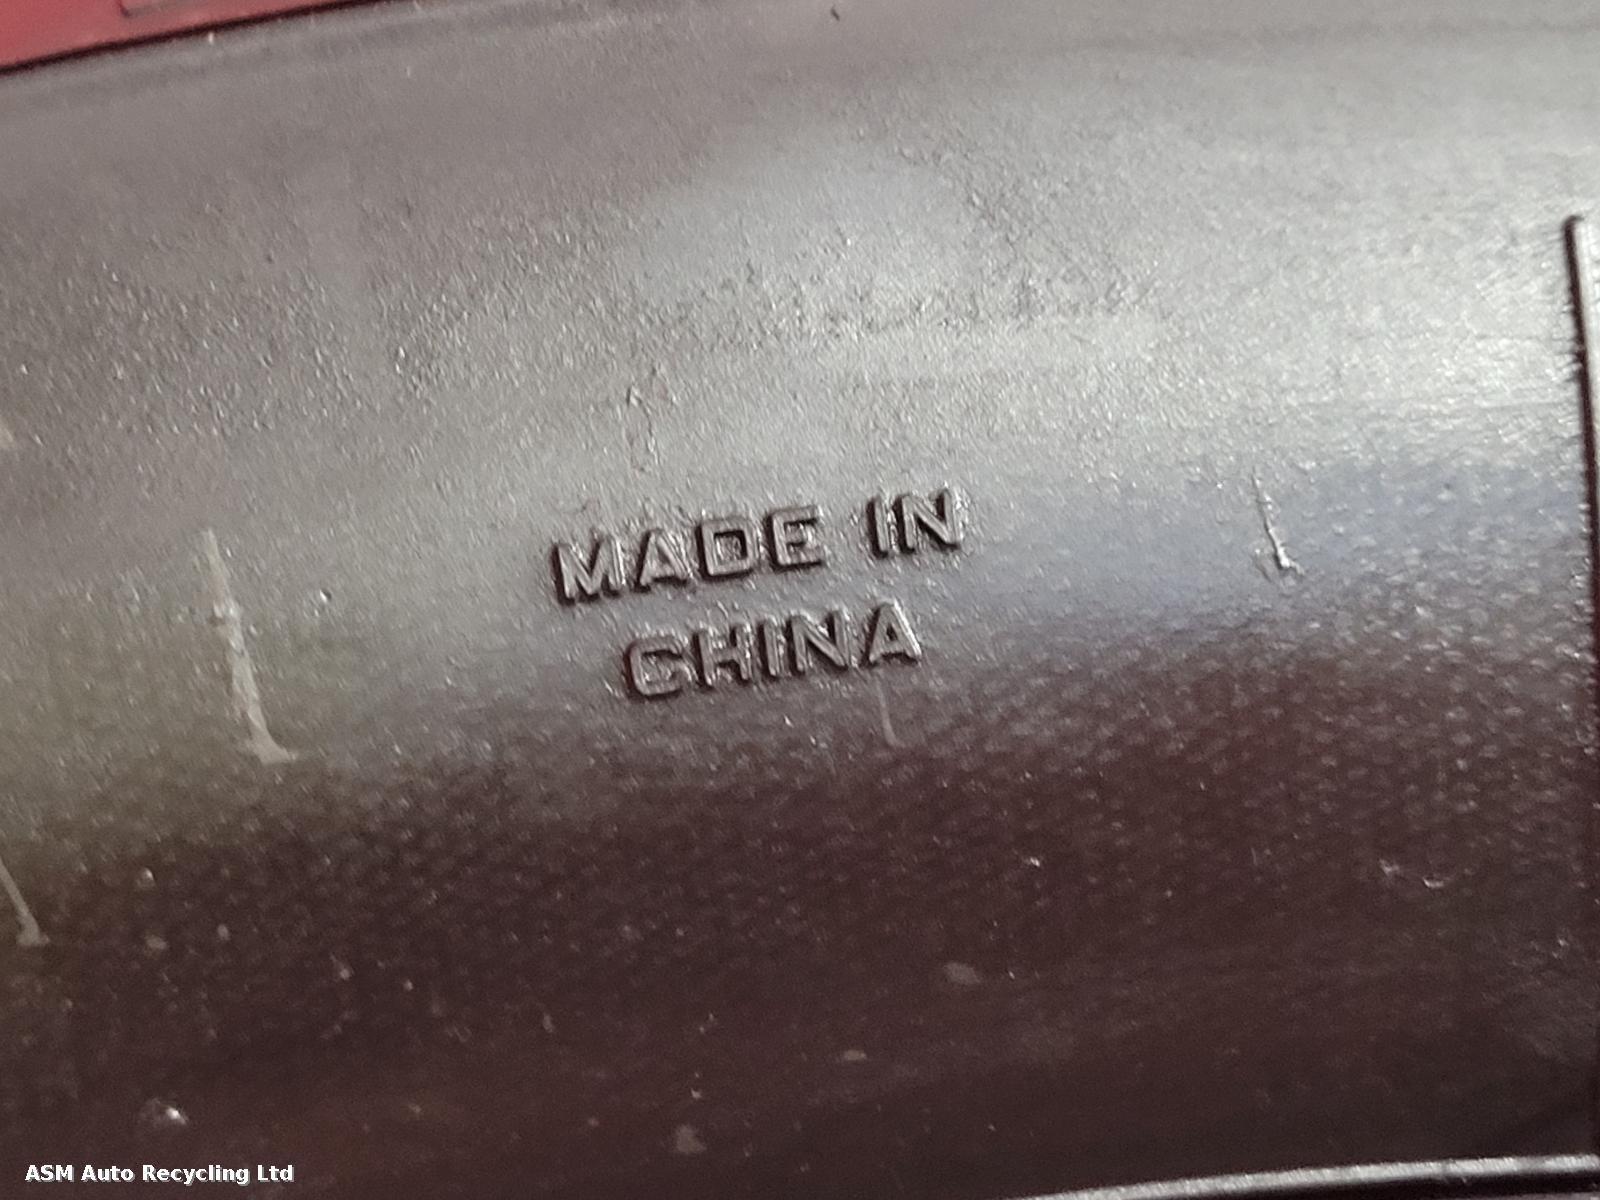 MADE IN
CHINA
ASM Auto Recycling Ltd